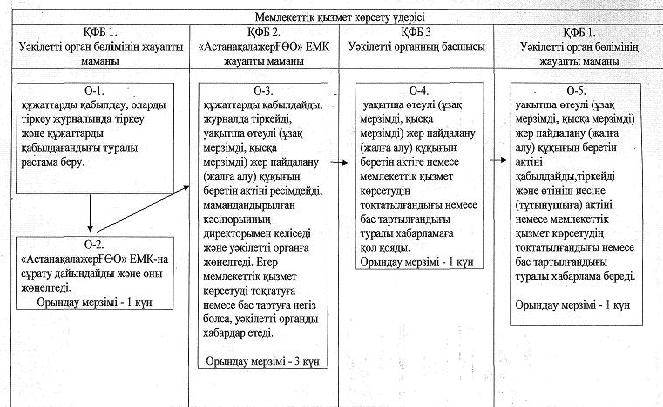 Мемлекеттік қызмет көрсету үдерісі
ҚФБ 1.
Уәкілетті орган бөлімінің жауапты
маманы
ҚФБ 2.
«АстанақалажерҒӨО» ЕМК
жауапты маманы
ҚФБ 3
Уәкілетті органның басшысы
ҚФБ 1.
Уәкілетті орган бөлімінің
жауапты маманы
О-1.
құжаттарды қабылдау, оларды
тіркеу журналында тіркеу
және құжаттарды
қабылдағандығы туралы
растама беру.
О-2.
«АстанақалажерҒӨО» ЕМК-на
сұрату дайындайды және оны
жөнелтеді.
Орындау мерзімі - 1 күн
О-3.
құжаттарды қабылдайды,
журналда тіркейді,
уақытша өтеулі (ұзақ
мерзімді, қысқа
мерзімді) жер пайдалану
(жалға алу) құқығын
беретін актіні ресімдейді.
мамандандырылған
кәсіпорынның
директорымен келіседі
және уәкілетті органға
жөнелтеді. Егер
мемлекеттік қызмет
көрсетуді тоқтатуға
немесе бас тартуға негіз
болса, уәкілетті органды
хабардар етеді.
Орындау мерзімі - 3 күн
О-4.
уақытша өтеулі (ұзақ
мерзімді, қысқа
мерзімді) жер пайдалану
(жалға алу) құқығын
беретін актіге немесе
мемлекеттік қызмет
көрсетудің
тоқтатылғандығы немесе
бас тартылғандығы
туралы хабарламаға
қол қояды.
Орындау мерзімі - 1 күн
О-5.
уақытша өтеулі (ұзақ
мерзімді, қысқа мерзімді)
жер пайдалану (жалға
алу) құқығын беретін
актіні
қабылдайды,тіркейді
және өтініш иесіне
(тұтынушыға) актіні
немесе мемлекеттік
қызмет көрсетудің
тоқтатылғандығы немесе
бас тартылғандығы
туралы хабарлама береді.
Орындау мерзімі - 1 күн